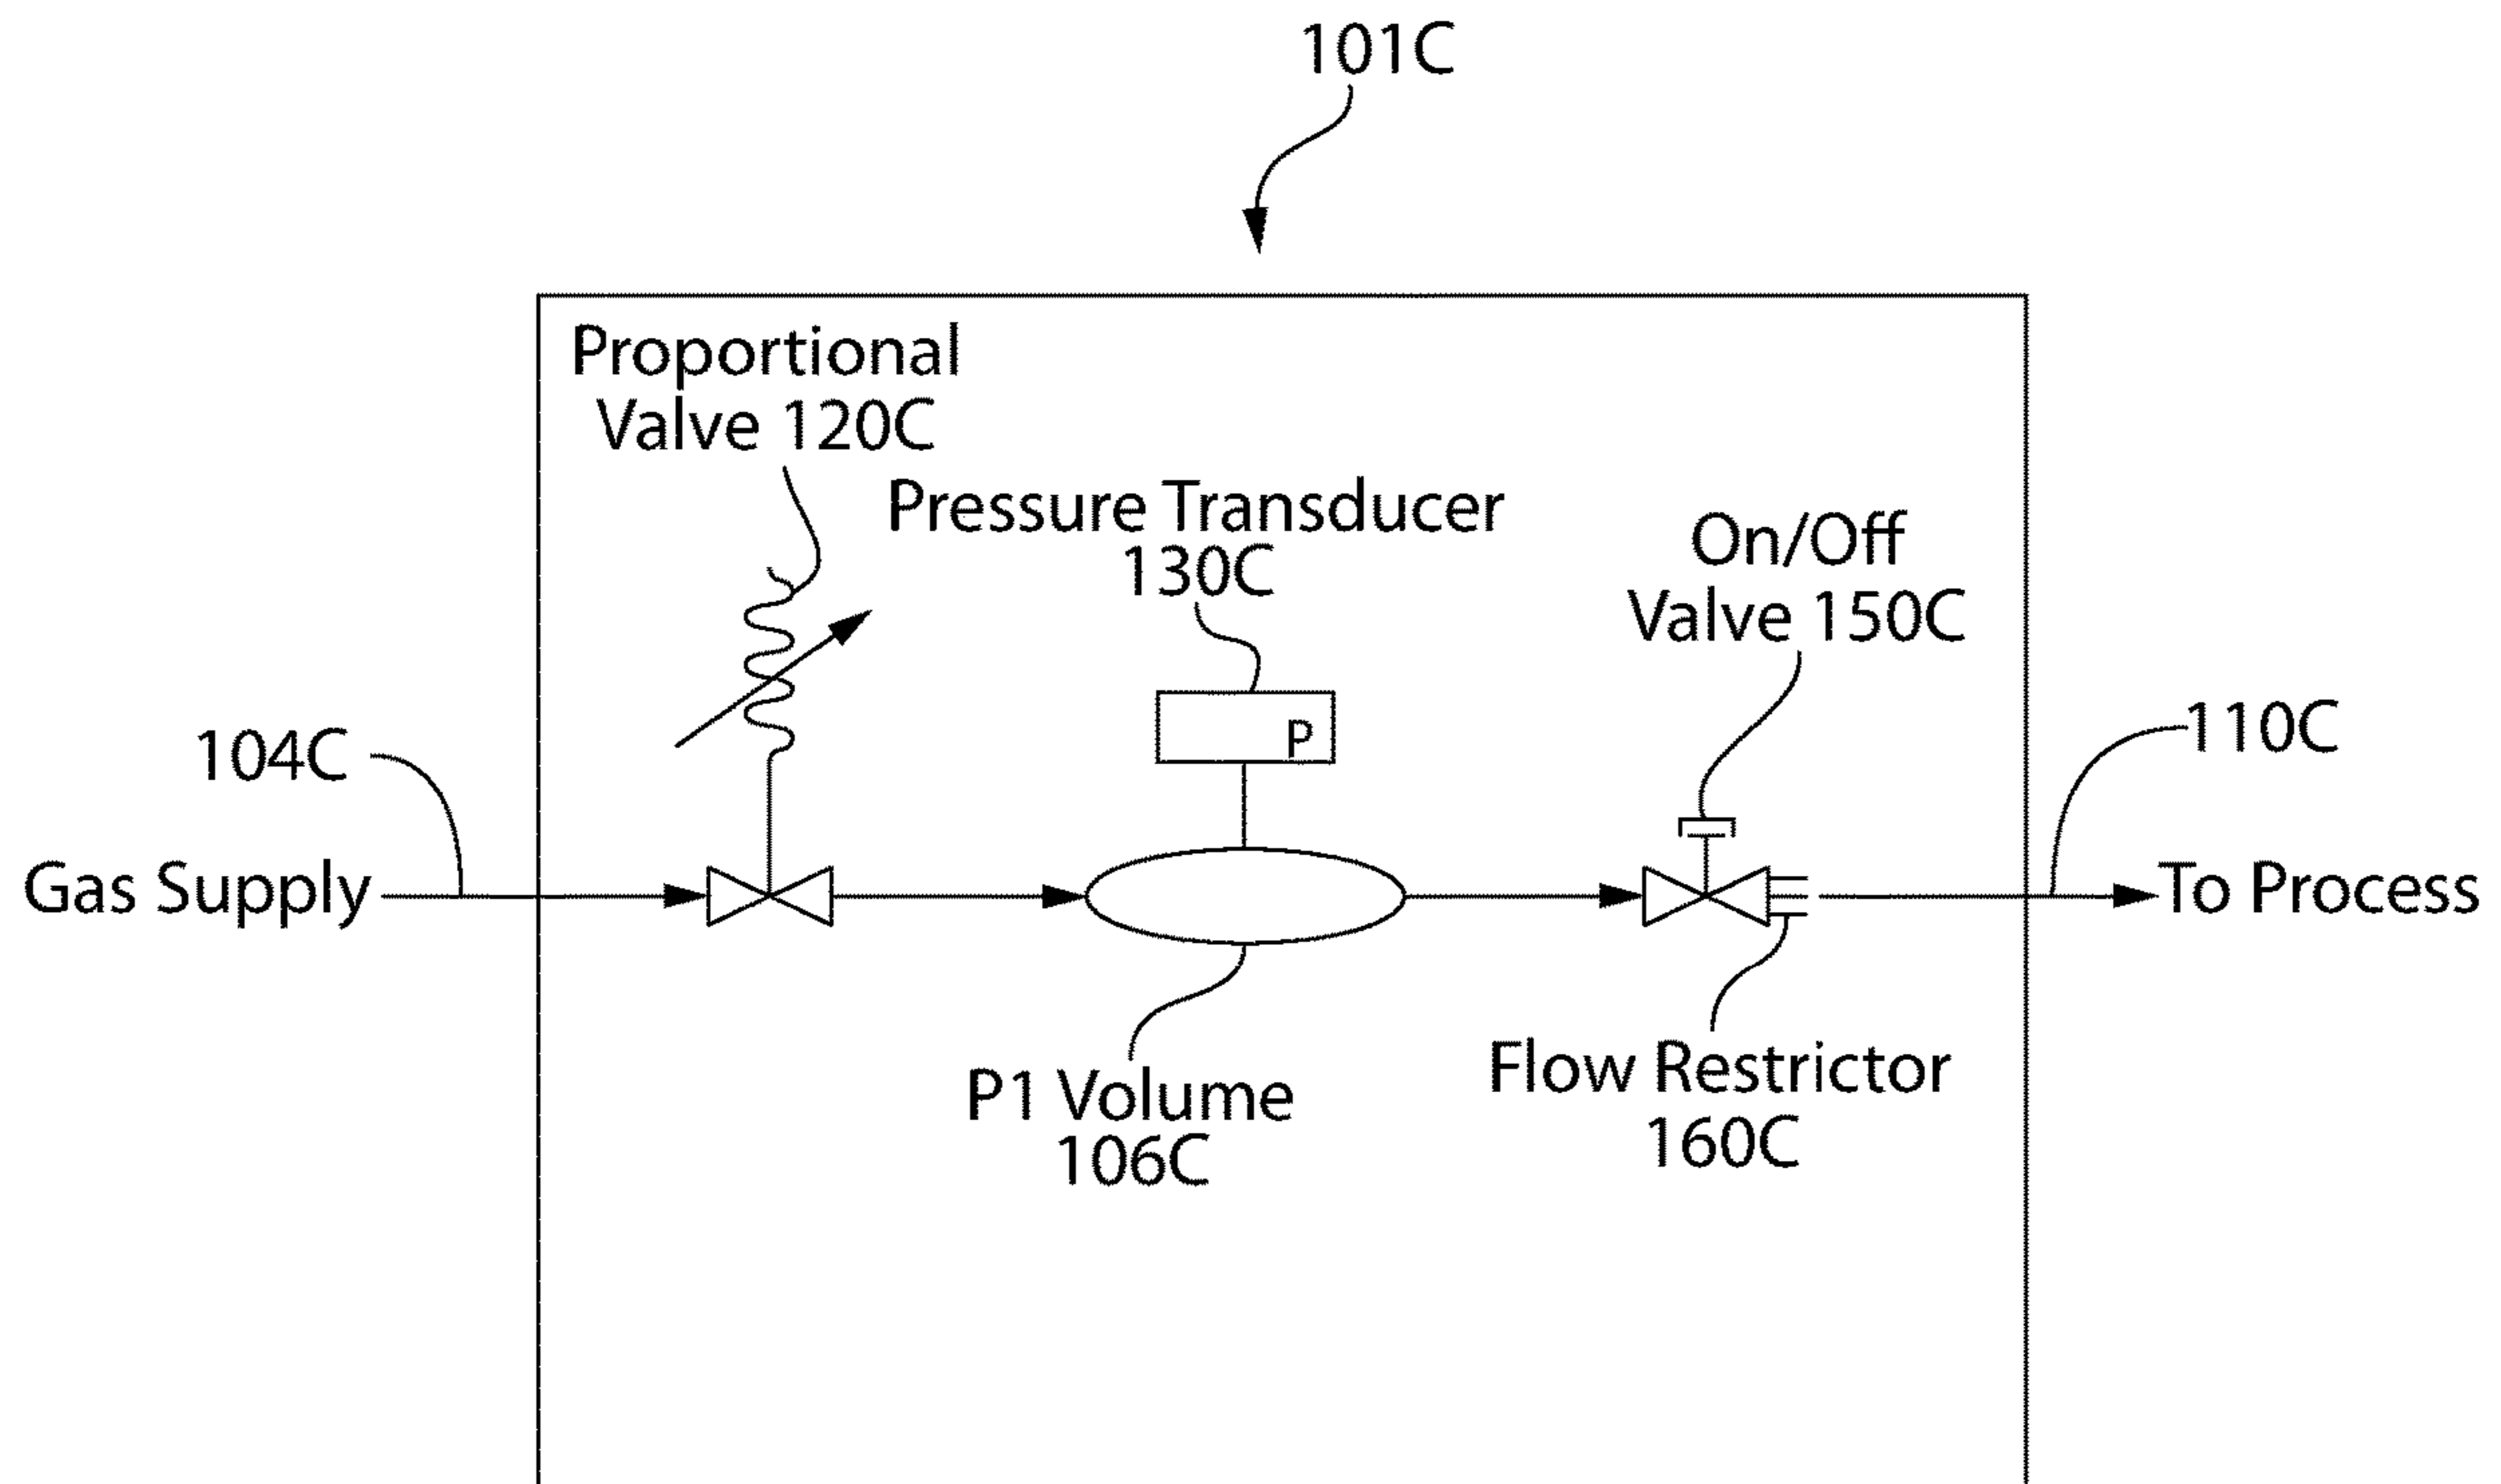 101C
Proportional
Valve 120C
Pressure Transducer
130C
On/Off
Valve 150C
P
104C
110C
Gas Supply
To Process
P1 Volume
106C
Flow Restrictor
160C